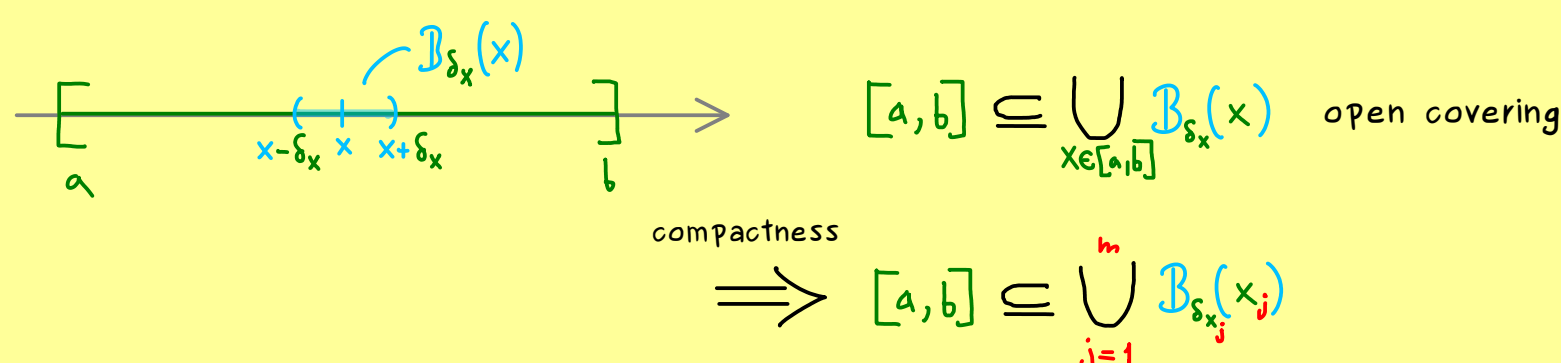 B_{δ_x}(x)
[ ]
x-δ_x x x+δ_x
a b
[a,b] ⊆ ⋃_{x∈[a,b]} B_{δ_x}(x) open covering
compactness
⟹ [a,b] ⊆ ⋃_{j=1}^{m} B_{δ_{x_j}}(x_j)